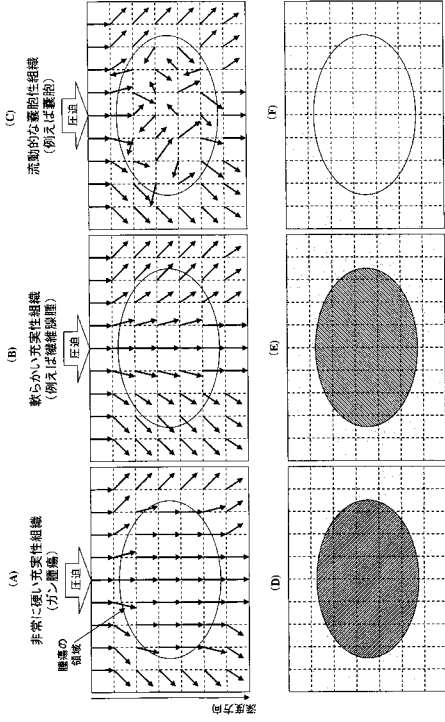 (A)
非常に硬い充実性組織
(ガン腫瘍)
圧迫
腫瘍の
領域
深度方向
(B)
軟らかい充実性組織
(例えば繊維腺腫)
圧迫
(C)
流動的な嚢胞性組織
(例えば嚢胞)
圧迫
(D)
(E)
(F)